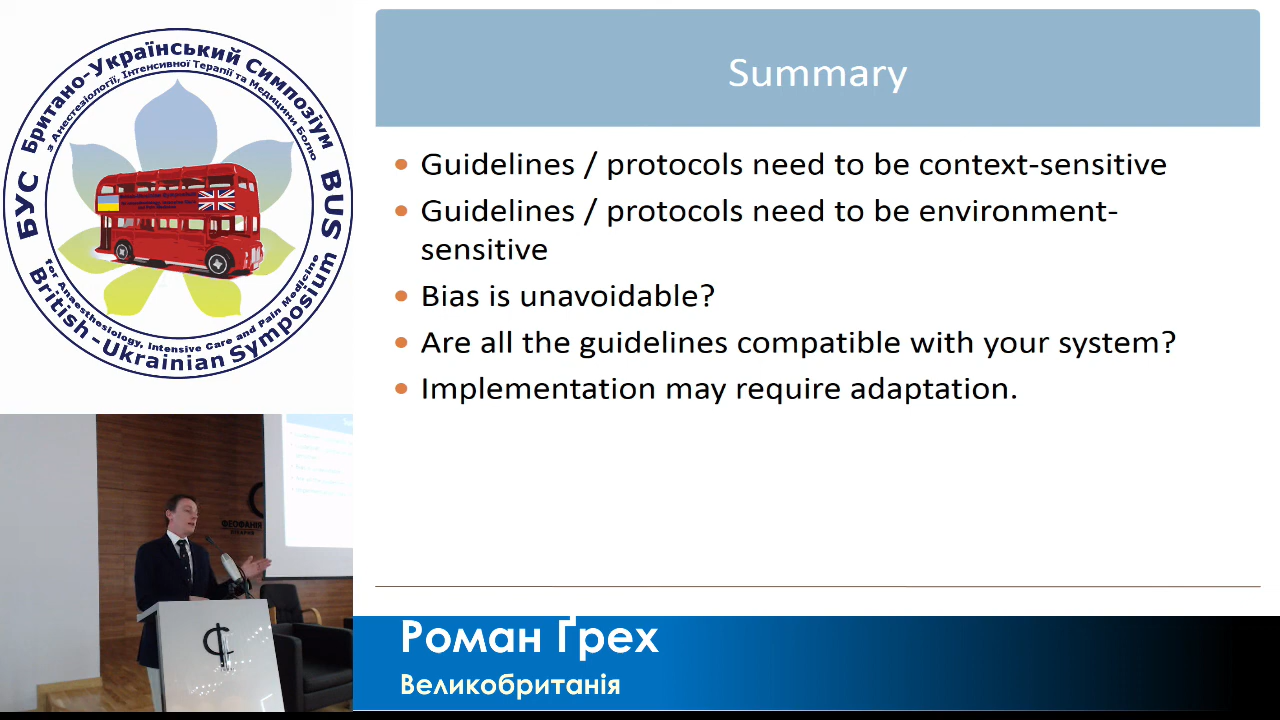 Британо-Український Симпозіум
з Анестезіології, Інтенсивної Терапії та Медицини Болю
БУС
BUS
for Anaesthesiology, Intensive Care and Pain Medicine
British-Ukrainian Symposium
Summary
Guidelines / protocols need to be context-sensitive
Guidelines / protocols need to be environment-
sensitive
Bias is unavoidable?
Are all the guidelines compatible with your system?
Implementation may require adaptation.
ФЕОФАНІЯ
Роман Ґрех
Великобританія